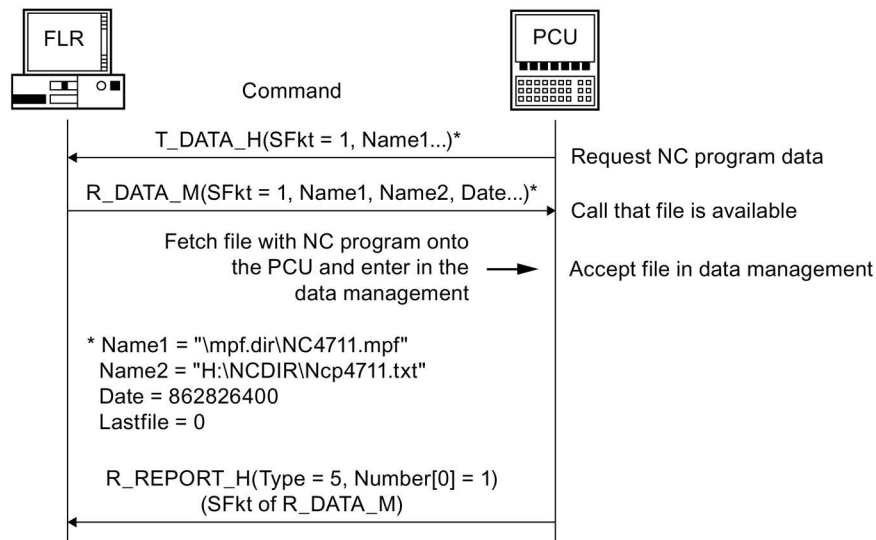 FLR
PCU
Command
T_DATA_H(SFkt = 1, Name1...)*
Request NC program data
R_DATA_M(SFkt = 1, Name1, Name2, Date...)*
Call that file is available
Fetch file with NC program onto
the PCU and enter in the
data management
Accept file in data management
* Name1 = "\mpf.dir\NC4711.mpf"
Name2 = "H:\NCDIR\Ncp4711.txt"
Date = 862826400
Lastfile = 0
R_REPORT_H(Type = 5, Number[0] = 1)
(SFkt of R_DATA_M)